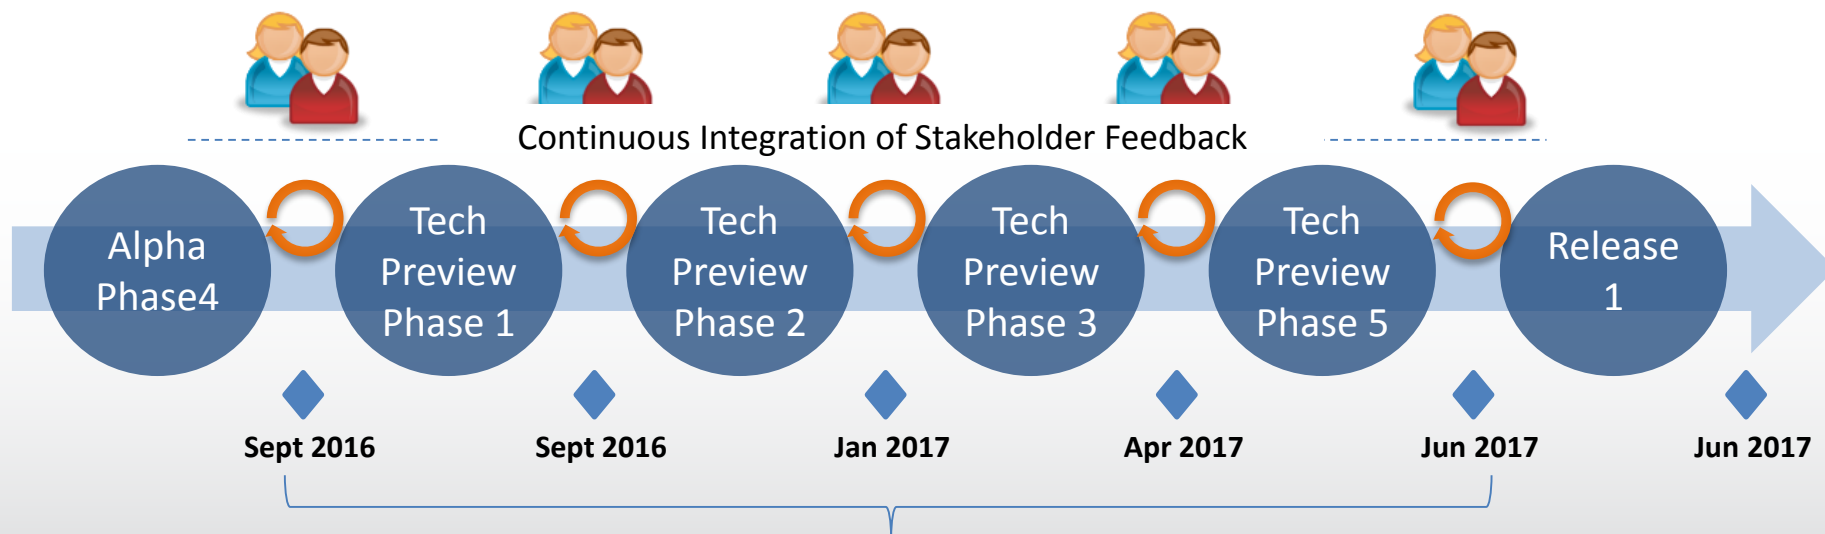 Continuous Integration of Stakeholder Feedback
Alpha
Phase4
Tech
Preview
Phase 1
Tech
Preview
Phase 2
Tech
Preview
Phase 3
Tech
Preview
Phase 5
Release
1
Sept 2016
Sept 2016
Jan 2017
Apr 2017
Jun 2017
Jun 2017